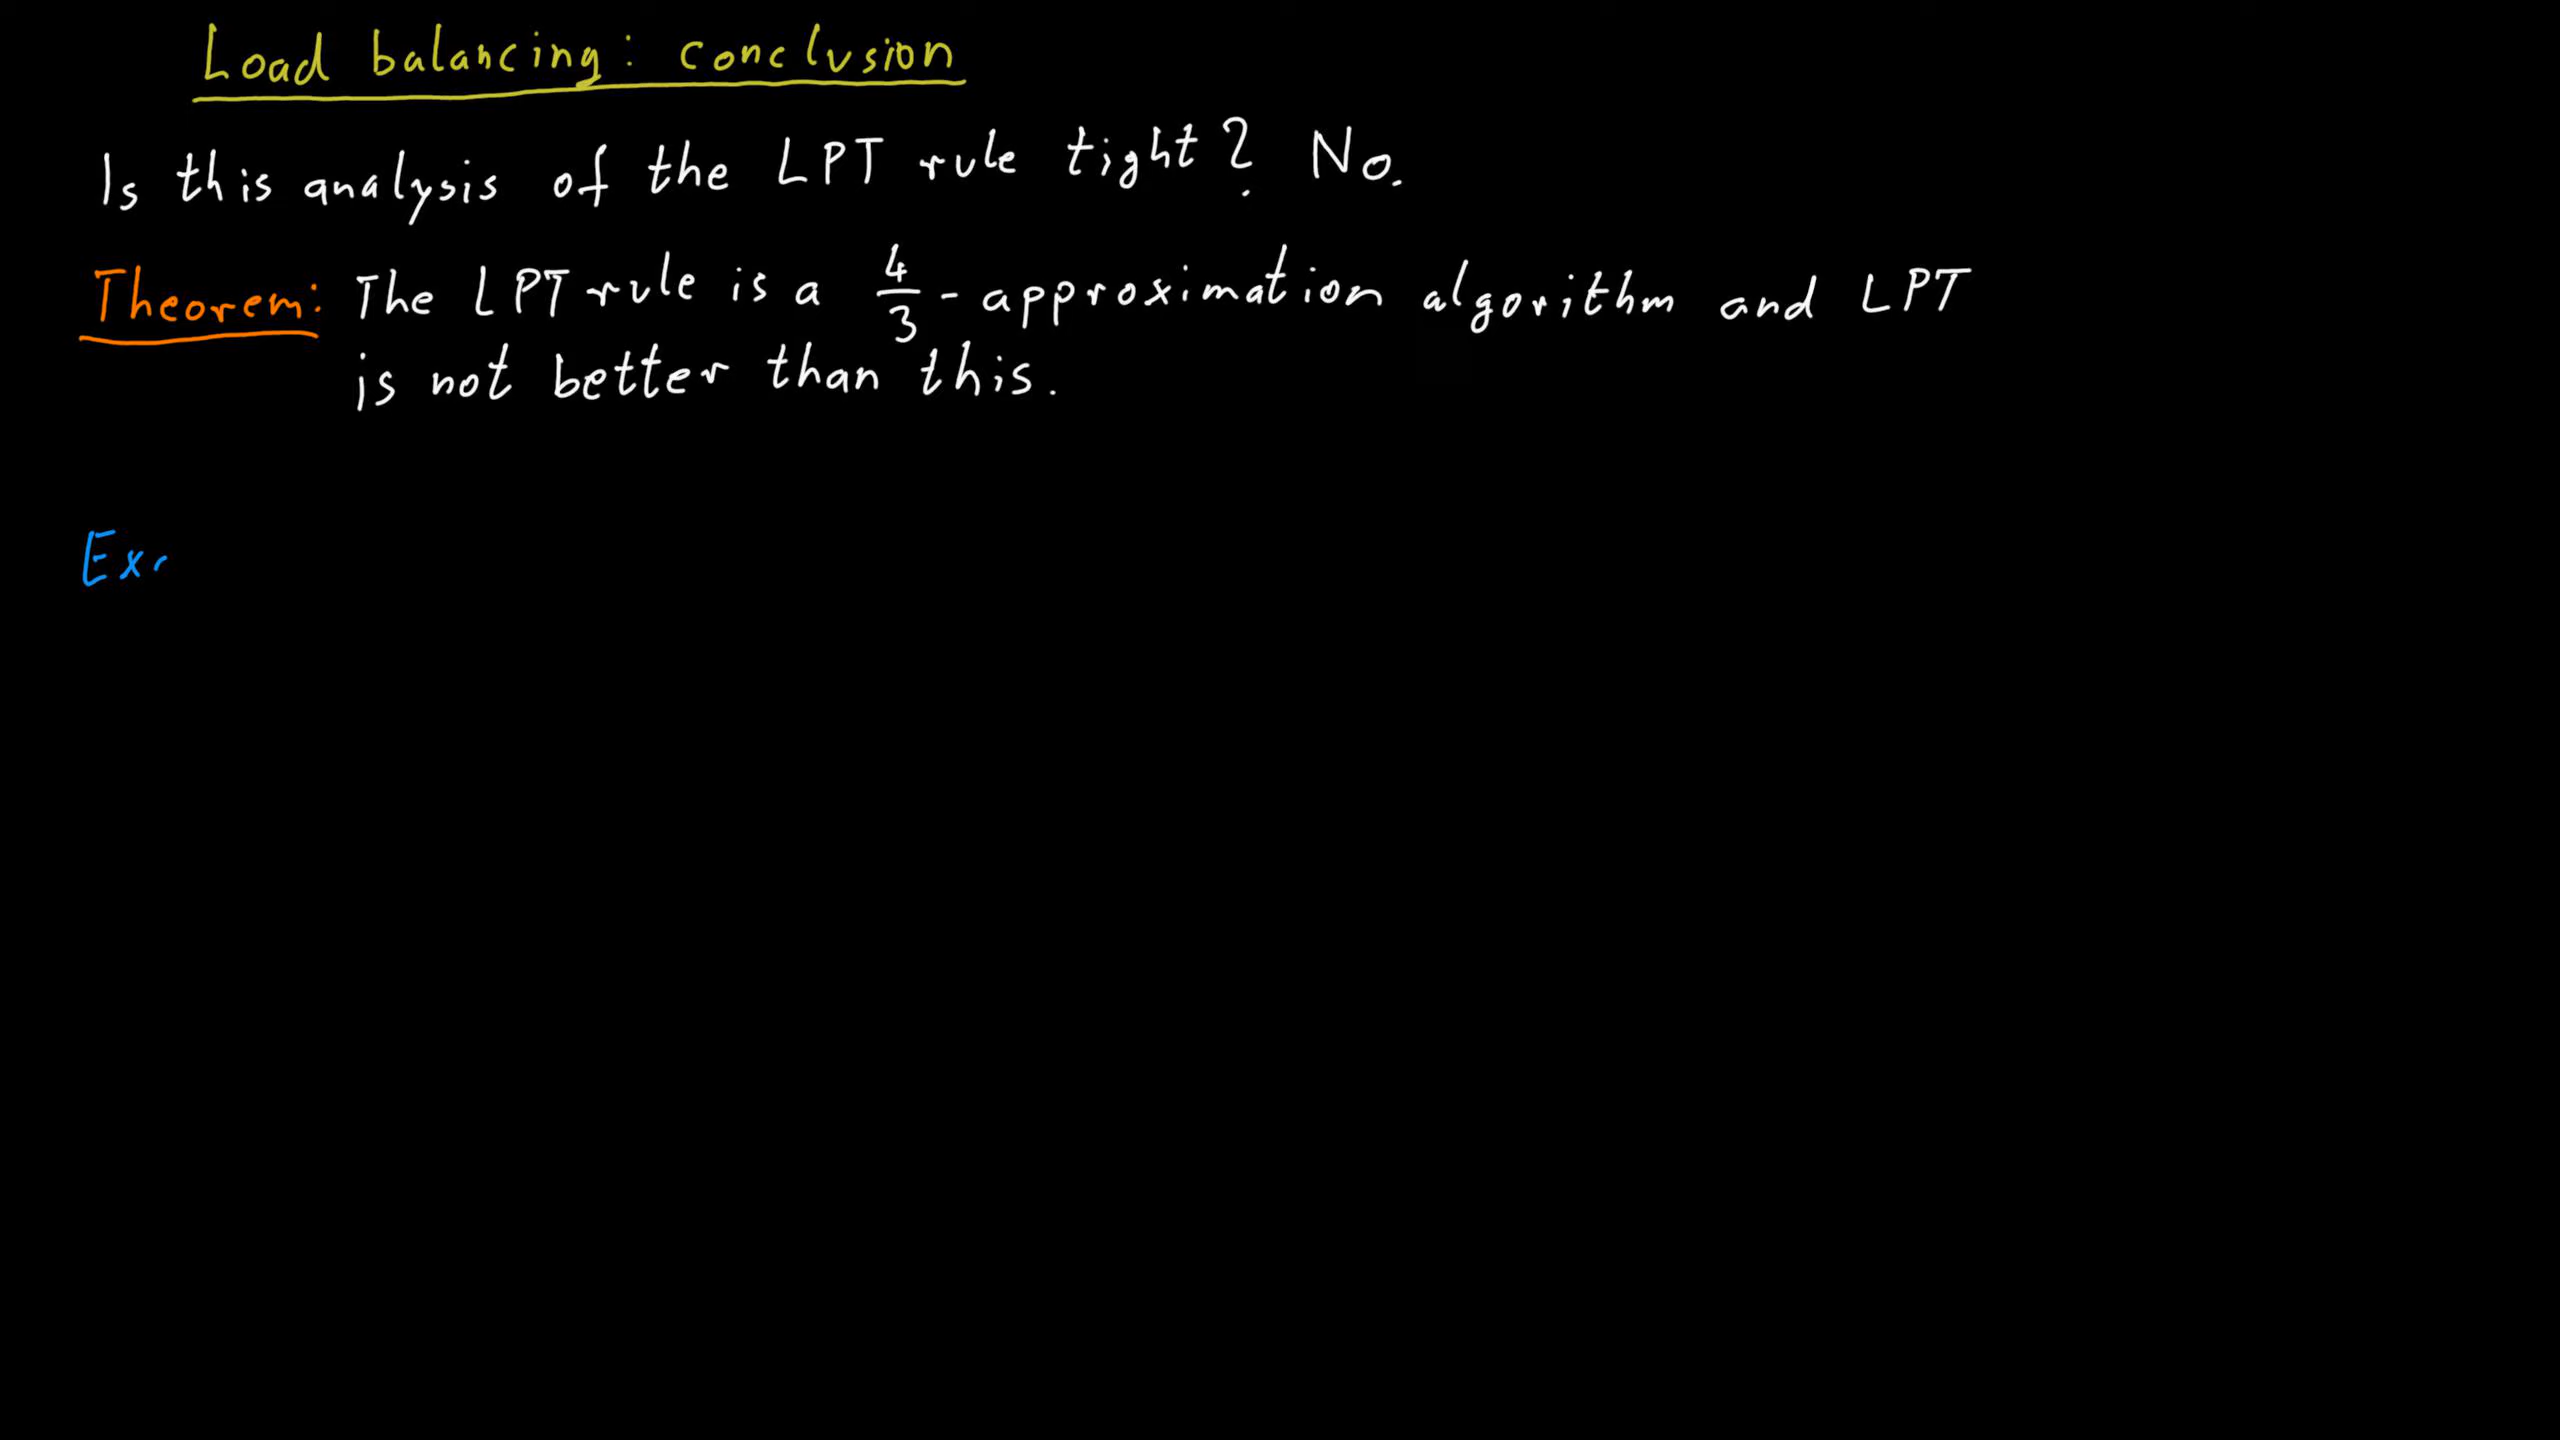 Load balancing: conclusion
Is this analysis of the LPT rule tight? No.
Theorem: The LPT rule is a 4/3-approximation algorithm and LPT
is not better than this.
Ex